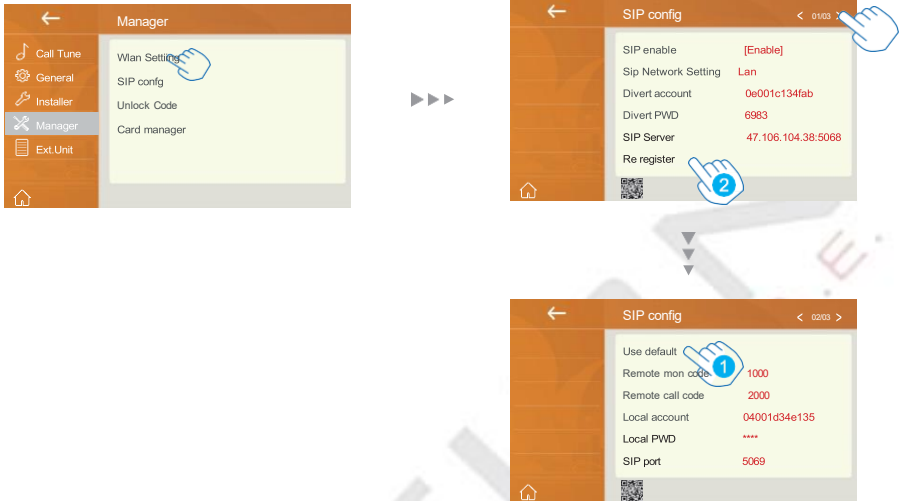 Manager
Call Tune
General
Installer
Manager
Ext.Unit
Wlan Setting
SIP confg
Unlock Code
Card manager
SIP config < 01/03 >
SIP enable [Enable]
Sip Network Setting Lan
Divert account 0e001c134fab
Divert PWD 6983
SIP Server 47.106.104.38:5068
Re register
2
SIP config < 02/03 >
Use default
1
Remote mon code 1000
Remote call code 2000
Local account 04001d34e135
Local PWD ****
SIP port 5069